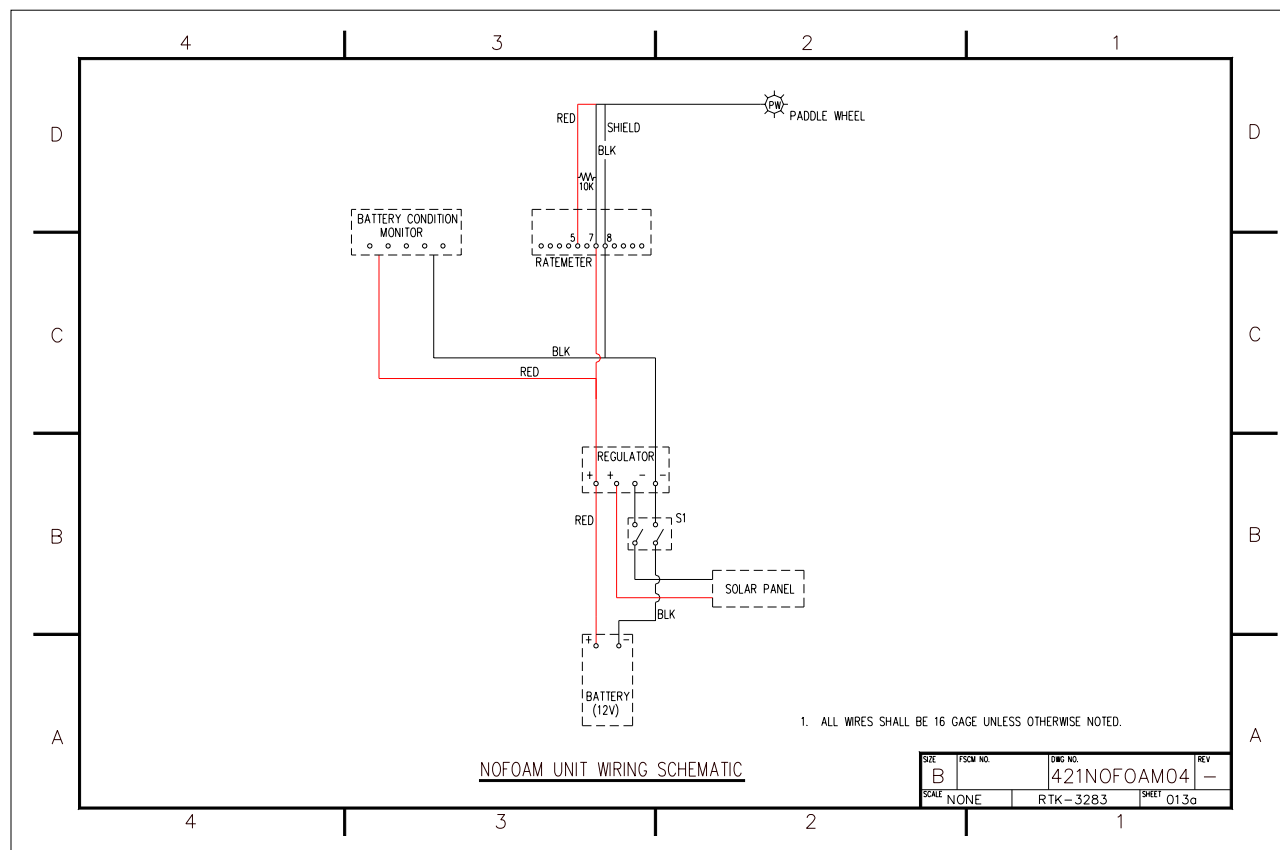 4 3 2 1
D D
PW
PADDLE WHEEL
RED
SHIELD
BLK
10K
BATTERY CONDITION
MONITOR
5 7 8
RATEMETER
C C
BLK
RED
REGULATOR
+ + - -
RED
S1
B B
SOLAR PANEL
BLK
+ -
BATTERY
(12V)
1. ALL WIRES SHALL BE 16 GAGE UNLESS OTHERWISE NOTED.
A A
NOFOAM UNIT WIRING SCHEMATIC
SIZE FSCM NO. DWG NO. REV
B 421NOFOAM04 -
SCALE NONE RTK-3283 SHEET 013a
4 3 2 1